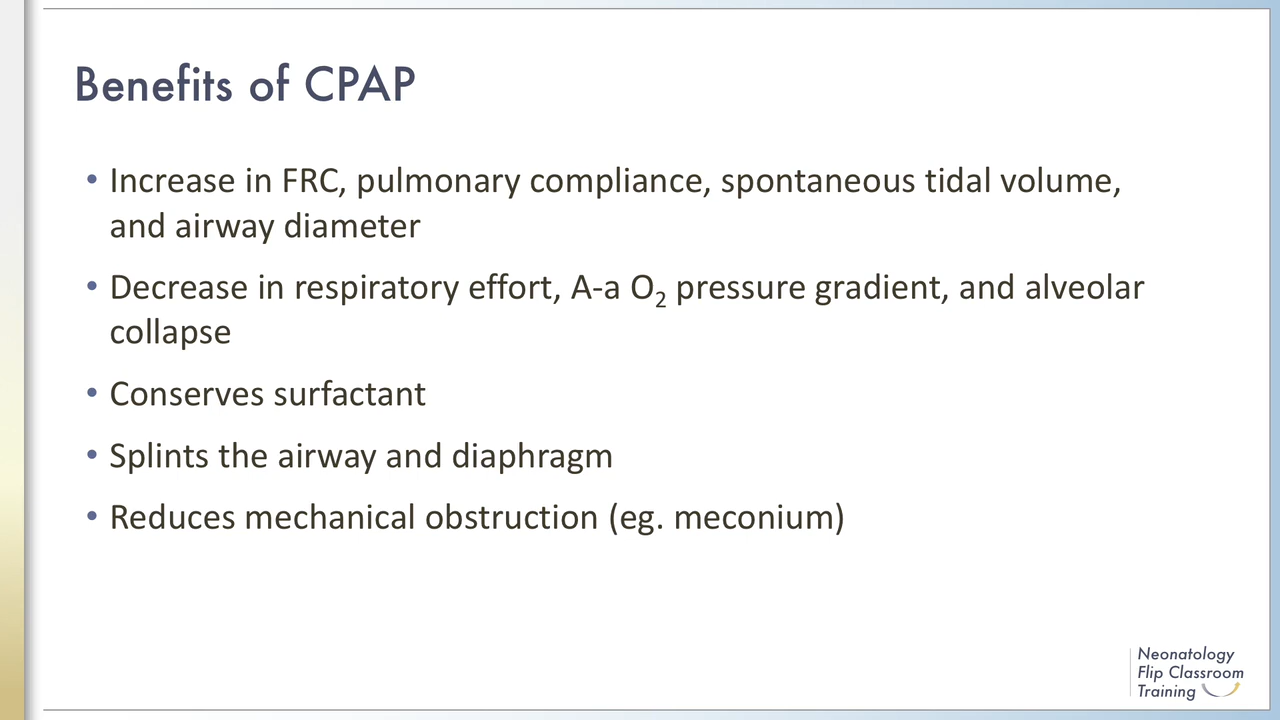 Benefits of CPAP
• Increase in FRC, pulmonary compliance, spontaneous tidal volume,
and airway diameter
• Decrease in respiratory effort, A-a O₂ pressure gradient, and alveolar
collapse
• Conserves surfactant
• Splints the airway and diaphragm
• Reduces mechanical obstruction (eg. meconium)
Neonatology
Flip Classroom
Training